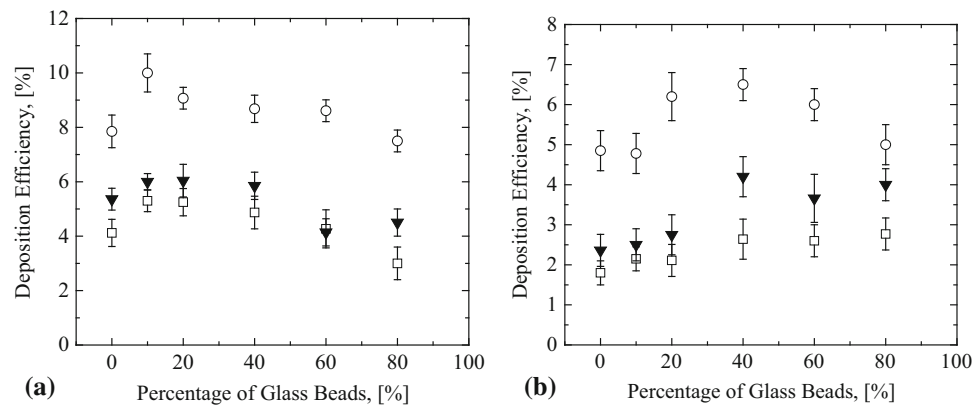 12
10
8
6
4
2
0
Deposition Efficiency, [%]
0 20 40 60 80 100
(a)
Percentage of Glass Beads, [%]
8
7
6
5
4
3
2
1
0
Deposition Efficiency, [%]
0 20 40 60 80 100
(b)
Percentage of Glass Beads, [%]